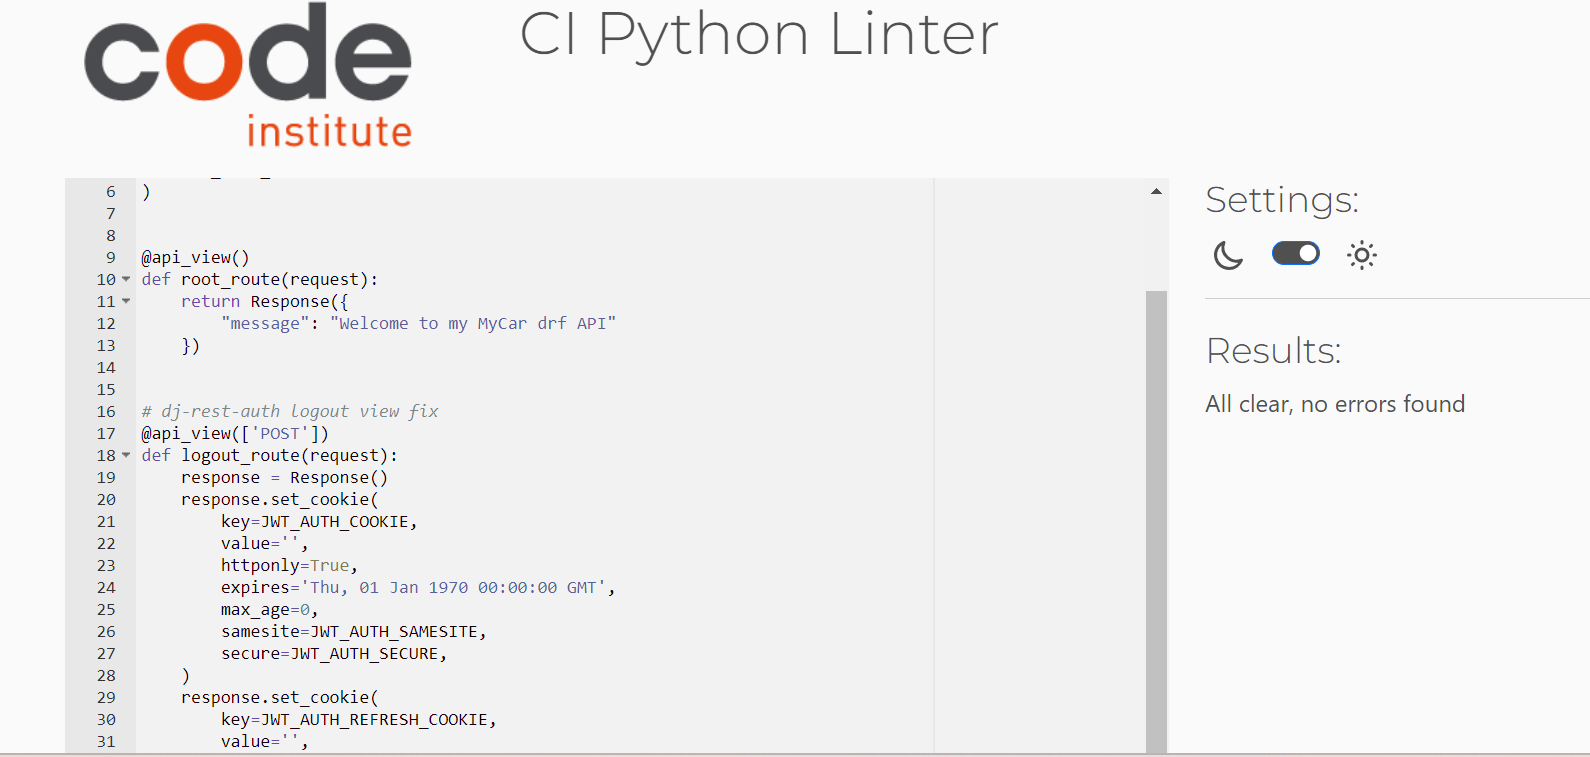 code
institute
CI Python Linter
6 )
7
8
9 @api_view()
10 def root_route(request):
11     return Response({
12         "message": "Welcome to my MyCar drf API"
13     })
14
15
16 # dj-rest-auth logout view fix
17 @api_view(['POST'])
18 def logout_route(request):
19     response = Response()
20     response.set_cookie(
21         key=JWT_AUTH_COOKIE,
22         value='',
23         httponly=True,
24         expires='Thu, 01 Jan 1970 00:00:00 GMT',
25         max_age=0,
26         samesite=JWT_AUTH_SAMESITE,
27         secure=JWT_AUTH_SECURE,
28     )
29     response.set_cookie(
30         key=JWT_AUTH_REFRESH_COOKIE,
31         value='',
Settings:
Results:
All clear, no errors found